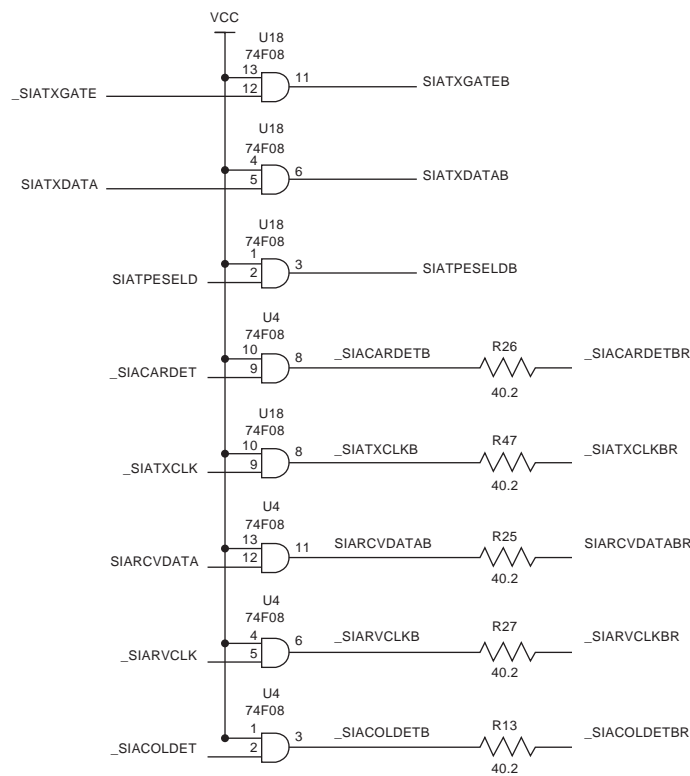 VCC
U18
74F08
13
12
11
_SIATXGATE
SIATXGATEB
U18
74F08
4
5
6
SIATXDATA
SIATXDATAB
U18
74F08
1
2
3
SIATPESELD
SIATPESELDB
U4
74F08
10
9
8
_SIACARDET
_SIACARDETB
R26
40.2
_SIACARDETBR
U18
74F08
10
9
8
_SIATXCLK
_SIATXCLKB
R47
40.2
_SIATXCLKBR
U4
74F08
13
12
11
SIARCVDATA
SIARCVDATAB
R25
40.2
SIARCVDATABR
U4
74F08
4
5
6
_SIARVCLK
_SIARVCLKB
R27
40.2
_SIARVCLKBR
U4
74F08
1
2
3
_SIACOLDET
_SIACOLDETB
R13
40.2
_SIACOLDETBR